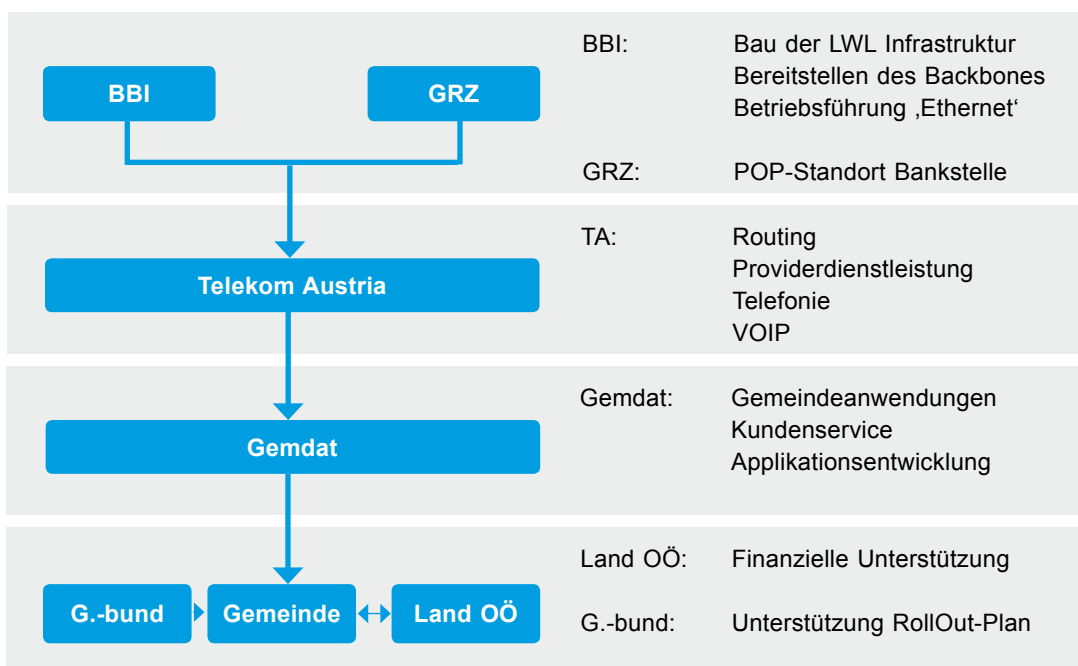 BBI GRZ
BBI: Bau der LWL Infrastruktur
Bereitstellen des Backbones
Betriebsführung ‚Ethernet‘
GRZ: POP-Standort Bankstelle
Telekom Austria
TA: Routing
Providerdienstleistung
Telefonie
VOIP
Gemdat
Gemdat: Gemeindeanwendungen
Kundenservice
Applikationsentwicklung
G.-bund Gemeinde Land OÖ
Land OÖ: Finanzielle Unterstützung
G.-bund: Unterstützung RollOut-Plan